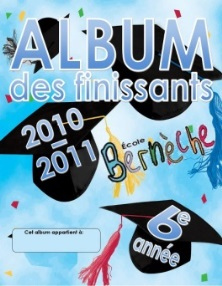 ALBUM
des finissants
2010-
2011
École
Bernèche
6e
année
Cet album appartient à: